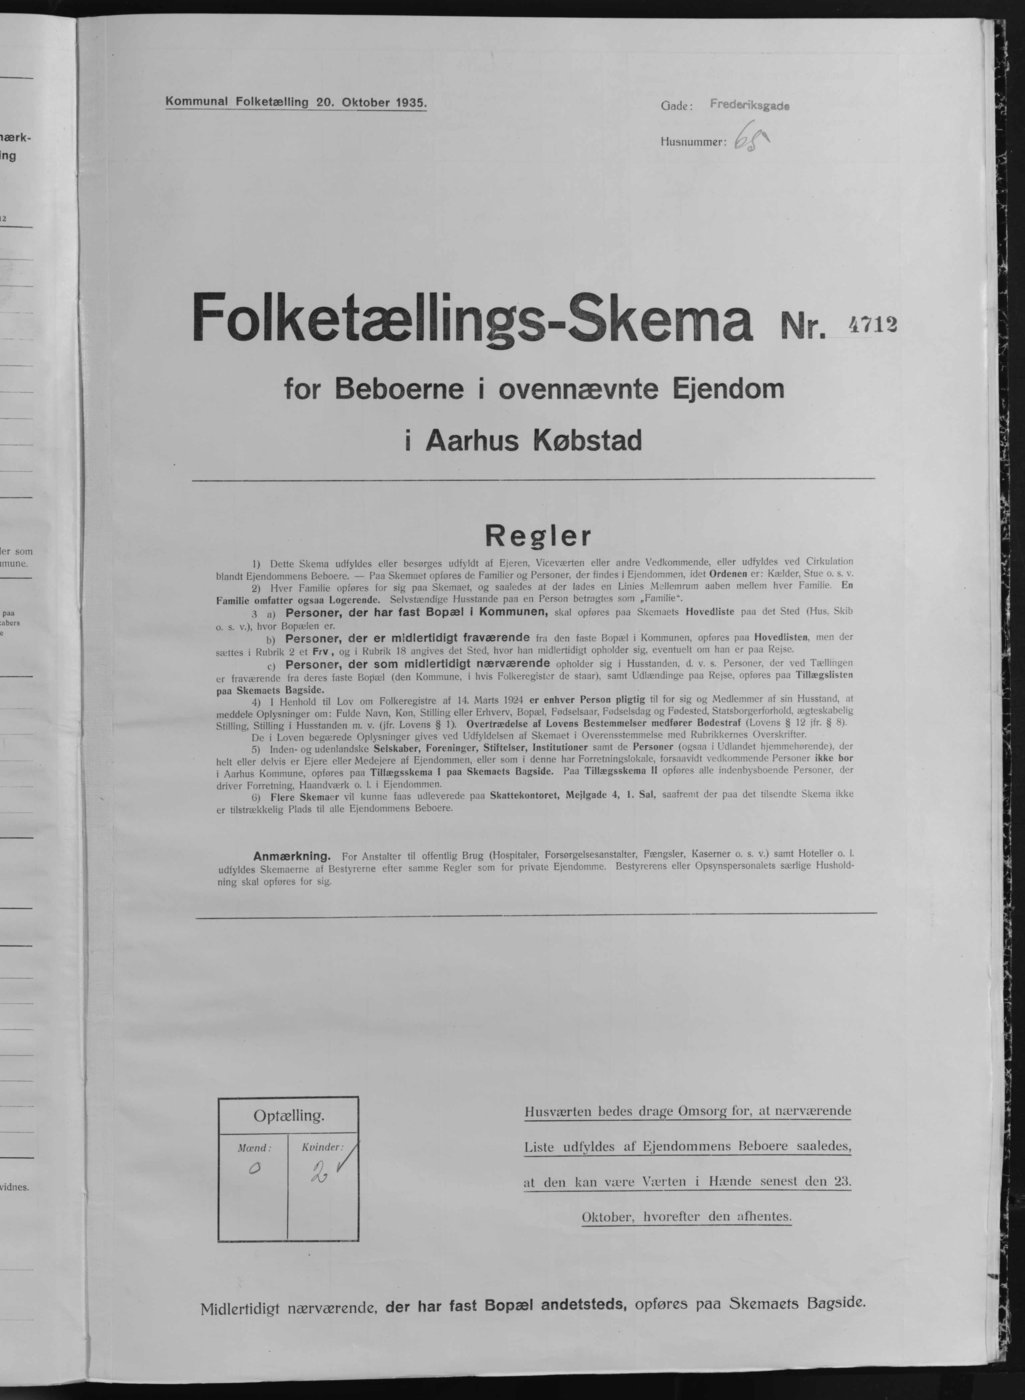 Kommunal Folketælling 20. Oktober 1935.
Gade: Frederiksgade
Husnummer: 65
Folketællings-Skema Nr. 4712
for Beboerne i ovennævnte Ejendom
i Aarhus Købstad
Regler
1) Dette Skema udfyldes eller besørges udfyldt af Ejeren, Viceværten eller andre Vedkommende, eller udfyldes ved Cirkulation
blandt Ejendommens Beboere. — Paa Skemaet opføres de Familier og Personer, der findes i Ejendommen, idet Ordenen er: Kælder, Stue o. s. v.
2) Hver Familie opføres for sig paa Skemaet, og saaledes at der lades en Linies Mellemrum aaben mellem hver Familie. En
Familie omfatter ogsaa Logerende. Selvstændige Husstande paa en Person betragtes som „Familie“.
3 a) Personer, der har fast Bopæl i Kommunen, skal opføres paa Skemaets Hovedliste paa det Sted (Hus, Skib
o. s. v.), hvor Bopælen er.
b) Personer, der er midlertidigt fraværende fra den faste Bopæl i Kommunen, opføres paa Hovedlisten, men der
sættes i Rubrik 2 et Frv, og i Rubrik 18 angives det Sted, hvor han midlertidigt opholder sig, eventuelt om han er paa Rejse.
c) Personer, der som midlertidigt nærværende opholder sig i Husstanden, d. v. s. Personer, der ved Tællingen
er fraværende fra deres faste Bopæl (den Kommune, i hvis Folkeregister de staar), samt Udlændinge paa Rejse, opføres paa Tillægslisten
paa Skemaets Bagside.
4) I Henhold til Lov om Folkeregistre af 14. Marts 1924 er enhver Person pligtig til for sig og Medlemmer af sin Husstand, at
meddele Oplysninger om: Fulde Navn, Køn, Stilling eller Erhverv, Bopæl, Fødselsaar, Fødselsdag og Fødested, Statsborgerforhold, ægteskabelig
Stilling, Stilling i Husstanden m. v. (jfr. Lovens § 1). Overtrædelse af Lovens Bestemmelser medfører Bødestraf (Lovens § 12 jfr. § 8).
De i Loven begærede Oplysninger gives ved Udfyldelsen af Skemaet i Overensstemmelse med Rubrikkernes Overskrifter.
5) Inden- og udenlandske Selskaber, Foreninger, Stiftelser, Institutioner samt de Personer (ogsaa i Udlandet hjemmehørende), der
helt eller delvis er Ejere eller Medejere af Ejendommen, eller som i denne har Forretningslokale, forsaavidt vedkommende Personer ikke bor
i Aarhus Kommune, opføres paa Tillægsskema I paa Skemaets Bagside. Paa Tillægsskema II opføres alle indenbysboende Personer, der
driver Forretning, Haandværk o. l. i Ejendommen.
6) Flere Skemaer vil kunne faas udleverede paa Skattekontoret, Mejlgade 4, 1. Sal, saafremt der paa det tilsendte Skema ikke
er tilstrækkelig Plads til alle Ejendommens Beboere.
Anmærkning. For Anstalter til offentlig Brug (Hospitaler, Forsørgelsesanstalter, Fængsler, Kaserner o. s. v.) samt Hoteller o. l.
udfyldes Skemaerne af Bestyrerne efter samme Regler som for private Ejendomme. Bestyrerens eller Opsynspersonalets særlige Hushold-
ning skal opføres for sig.
Optælling.
Mænd: Kvinder:
0 2 ✓
Husværten bedes drage Omsorg for, at nærværende
Liste udfyldes af Ejendommens Beboere saaledes,
at den kan være Værten i Hænde senest den 23.
Oktober, hvorefter den afhentes.
Midlertidigt nærværende, der har fast Bopæl andetsteds, opføres paa Skemaets Bagside.